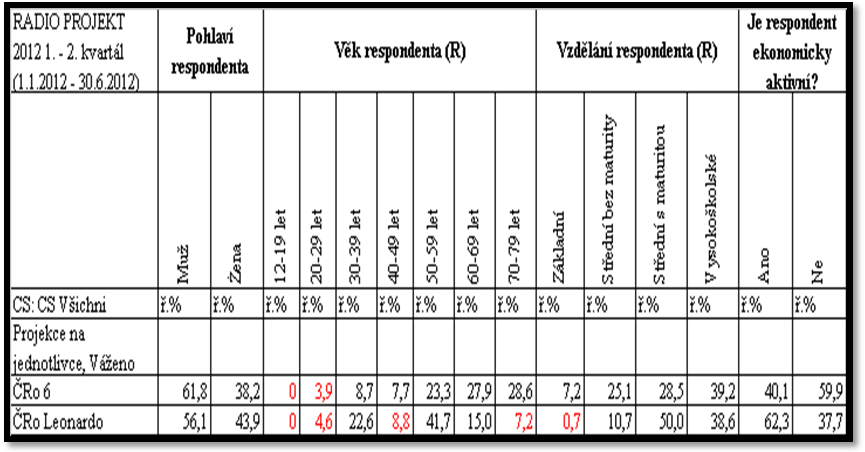 RADIO PROJEKT
2012 1. - 2. kvartál
(1.1.2012 - 30.6.2012)
Pohlaví
respondenta
Věk respondenta (R)
Vzdělání respondenta (R)
Je respondent
ekonomicky
aktivní?
Muž
Žena
12-19 let
20-29 let
30-39 let
40-49 let
50-59 let
60-69 let
70-79 let
Základní
Střední bez maturity
Střední s maturitou
Vysokoškolské
Ano
Ne
CS: CS Všichni ř.% ř.% ř.% ř.% ř.% ř.% ř.% ř.% ř.% ř.% ř.% ř.% ř.% ř.% ř.%
Projekce na
jednotlivce, Váženo
ČRo 6 61,8 38,2 0 3,9 8,7 7,7 23,3 27,9 28,6 7,2 25,1 28,5 39,2 40,1 59,9
ČRo Leonardo 56,1 43,9 0 4,6 22,6 8,8 41,7 15,0 7,2 0,7 10,7 50,0 38,6 62,3 37,7